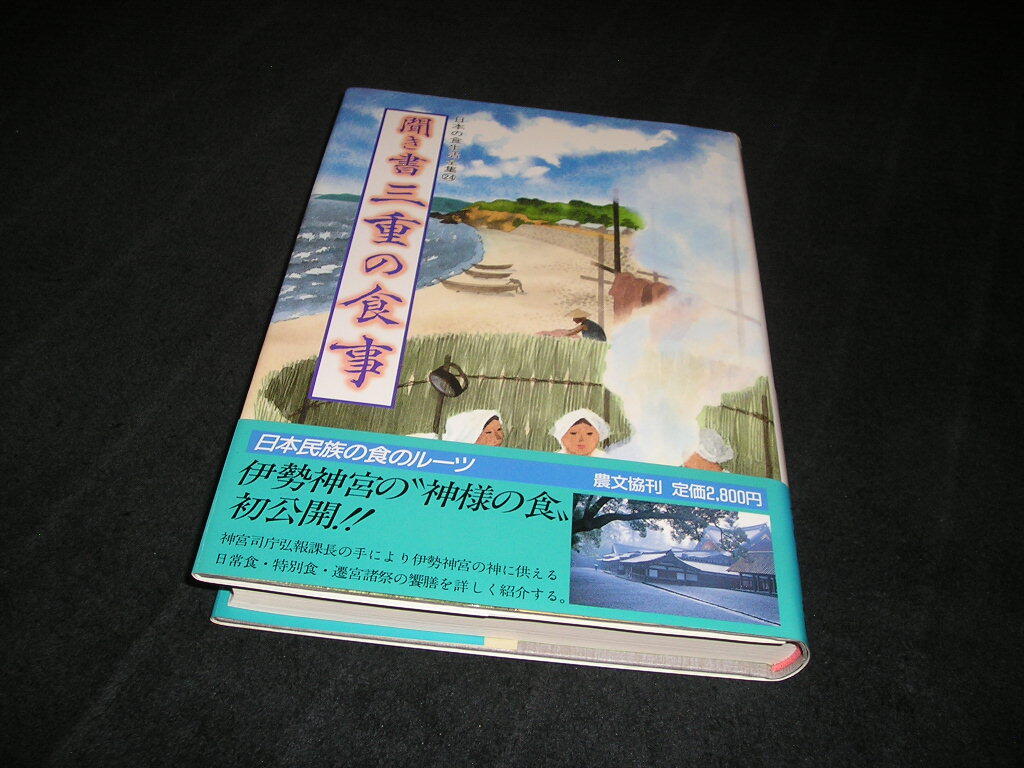 日本の食生活全集㉔
聞き書 三重の食事
日本民族の食のルーツ
農文協刊 定価2,800円
伊勢神宮の〝神様の食〟
初公開!!
神宮司庁弘報課長の手により伊勢神宮の神に供える
日常食・特別食・遷宮諸祭の饗膳を詳しく紹介する。